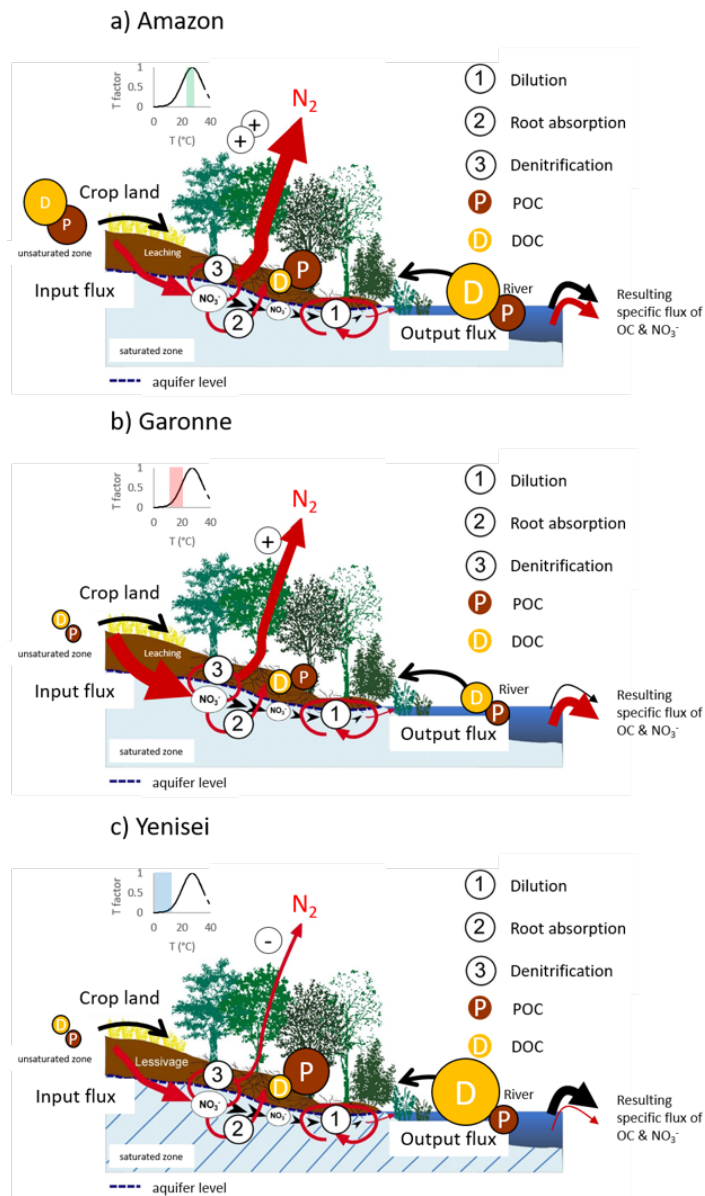 a) Amazon
T factor
1
0.5
0
0 20 40
T (°C)
N₂
+
+
1 Dilution
2 Root absorption
3 Denitrification
P POC
D DOC
Crop land
D
P
unsaturated zone
Leaching
Input flux
3
NO₃⁻
2
D
P
NO₃⁻
1
D
P
River
Output flux
Resulting
specific flux of
OC & NO₃⁻
saturated zone
aquifer level
b) Garonne
T factor
1
0.5
0
0 20 40
T (°C)
N₂
+
1 Dilution
2 Root absorption
3 Denitrification
P POC
D DOC
Crop land
D
P
unsaturated zone
Leaching
Input flux
3
NO₃⁻
2
D
P
NO₃⁻
1
D
P
River
Output flux
Resulting
specific flux of
OC & NO₃⁻
saturated zone
aquifer level
c) Yenisei
T factor
1
0.5
0
0 20 40
T (°C)
N₂
-
1 Dilution
2 Root absorption
3 Denitrification
P POC
D DOC
Crop land
D
P
unsaturated zone
Lessivage
Input flux
3
NO₃⁻
2
D
P
NO₃⁻
1
D
P
River
Output flux
Resulting
specific flux of
OC & NO₃⁻
saturated zone
aquifer level